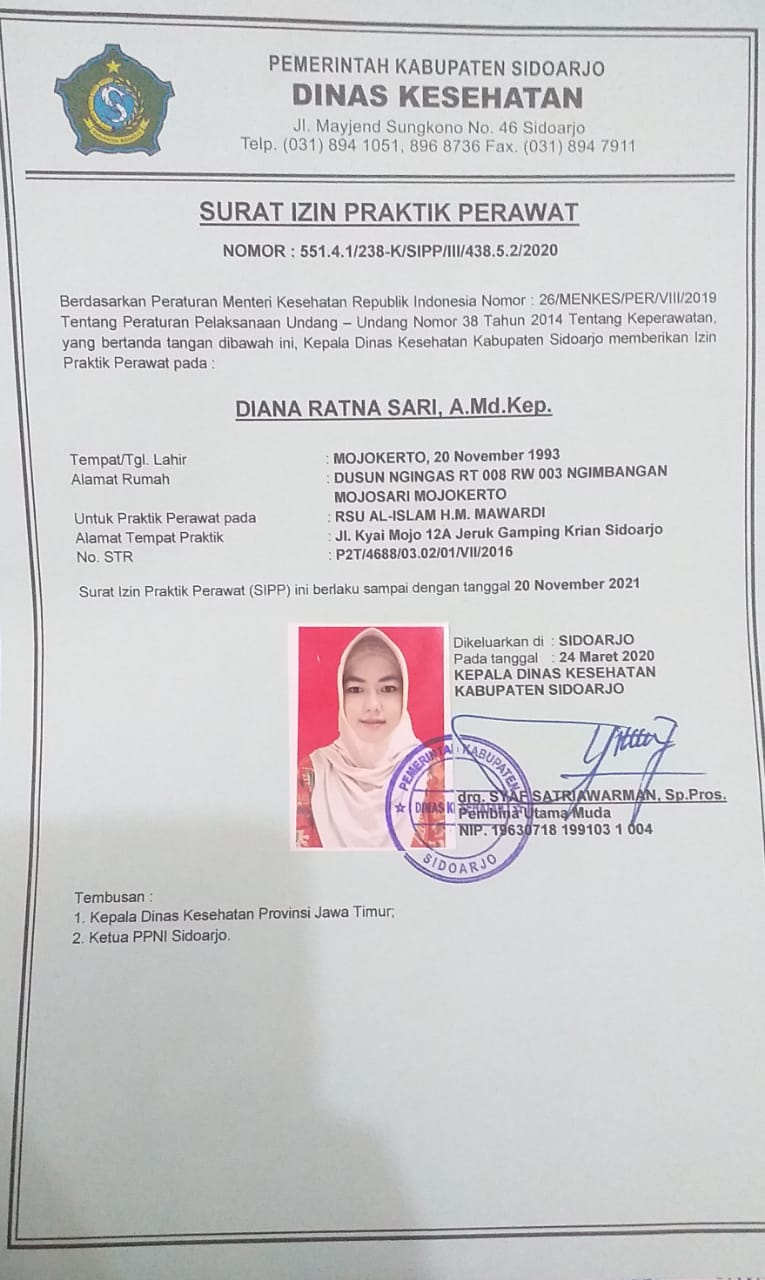 PEMERINTAH KABUPATEN SIDOARJO
DINAS KESEHATAN
Jl. Mayjend Sungkono No. 46 Sidoarjo
Telp. (031) 894 1051, 896 8736 Fax. (031) 894 7911
SURAT IZIN PRAKTIK PERAWAT
NOMOR : 551.4.1/238-K/SIPP/III/438.5.2/2020
Berdasarkan Peraturan Menteri Kesehatan Republik Indonesia Nomor : 26/MENKES/PER/VIII/2019
Tentang Peraturan Pelaksanaan Undang – Undang Nomor 38 Tahun 2014 Tentang Keperawatan,
yang bertanda tangan dibawah ini, Kepala Dinas Kesehatan Kabupaten Sidoarjo memberikan Izin
Praktik Perawat pada :
DIANA RATNA SARI, A.Md.Kep.
Tempat/Tgl. Lahir : MOJOKERTO, 20 November 1993
Alamat Rumah : DUSUN NGINGAS RT 008 RW 003 NGIMBANGAN
MOJOSARI MOJOKERTO
Untuk Praktik Perawat pada : RSU AL-ISLAM H.M. MAWARDI
Alamat Tempat Praktik : Jl. Kyai Mojo 12A Jeruk Gamping Krian Sidoarjo
No. STR : P2T/4688/03.02/01/VII/2016
Surat Izin Praktik Perawat (SIPP) ini berlaku sampai dengan tanggal 20 November 2021
Dikeluarkan di : SIDOARJO
Pada tanggal : 24 Maret 2020
KEPALA DINAS KESEHATAN
KABUPATEN SIDOARJO
PEMERINTAH KABUPATEN
DINAS
SIDOARJO
drg. SYAF SATRIAWARMAN, Sp.Pros.
Pembina Utama Muda
NIP. 19630718 199103 1 004
Tembusan :
1. Kepala Dinas Kesehatan Provinsi Jawa Timur;
2. Ketua PPNI Sidoarjo.